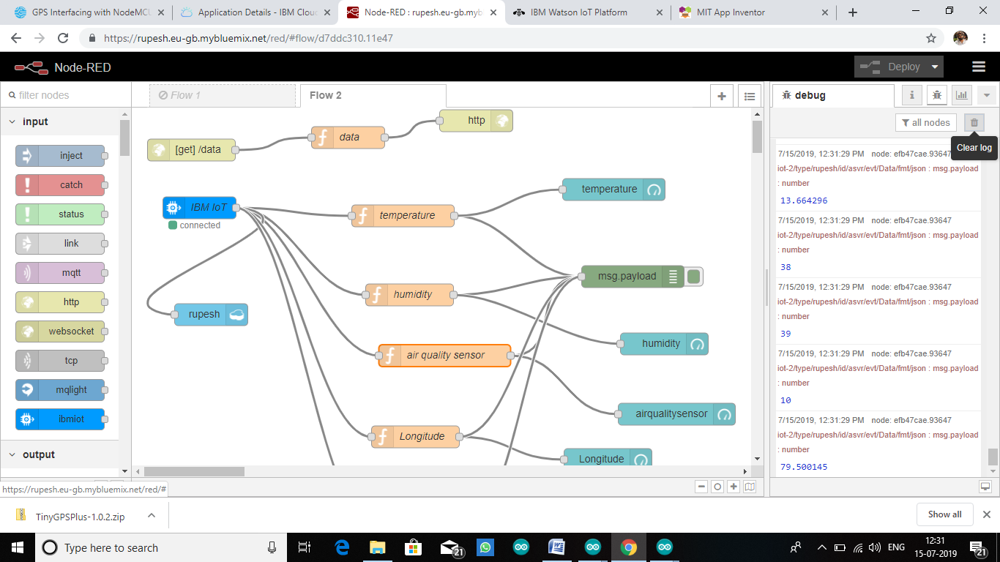 GPS Interfacing with NodeMCU
Application Details - IBM Cloud
Node-RED : rupesh.eu-gb.myb
IBM Watson IoT Platform
MIT App Inventor
https://rupesh.eu-gb.mybluemix.net/red/#flow/d7ddc310.11e47
Node-RED
Deploy
filter nodes
Flow 1
Flow 2
debug
input
inject
catch
status
link
mqtt
http
websocket
tcp
mqlight
ibmiot
output
[get] /data
data
http
IBM IoT
connected
temperature
temperature
msg.payload
humidity
rupesh
humidity
air quality sensor
airqualitysensor
Longitude
Longitude
all nodes
Clear log
7/15/2019, 12:31:29 PM node: efb47cae.93647
iot-2/type/rupesh/id/asvr/evt/Data/fmt/json : msg.payload
: number
13.664296
7/15/2019, 12:31:29 PM node: efb47cae.93647
iot-2/type/rupesh/id/asvr/evt/Data/fmt/json : msg.payload
: number
38
7/15/2019, 12:31:29 PM node: efb47cae.93647
iot-2/type/rupesh/id/asvr/evt/Data/fmt/json : msg.payload
: number
39
7/15/2019, 12:31:29 PM node: efb47cae.93647
iot-2/type/rupesh/id/asvr/evt/Data/fmt/json : msg.payload
: number
10
7/15/2019, 12:31:29 PM node: efb47cae.93647
iot-2/type/rupesh/id/asvr/evt/Data/fmt/json : msg.payload
: number
79.500145
https://rupesh.eu-gb.mybluemix.net/red/#
TinyGPSPlus-1.0.2.zip
Show all
Type here to search
21
ENG
12:31
15-07-2019
21